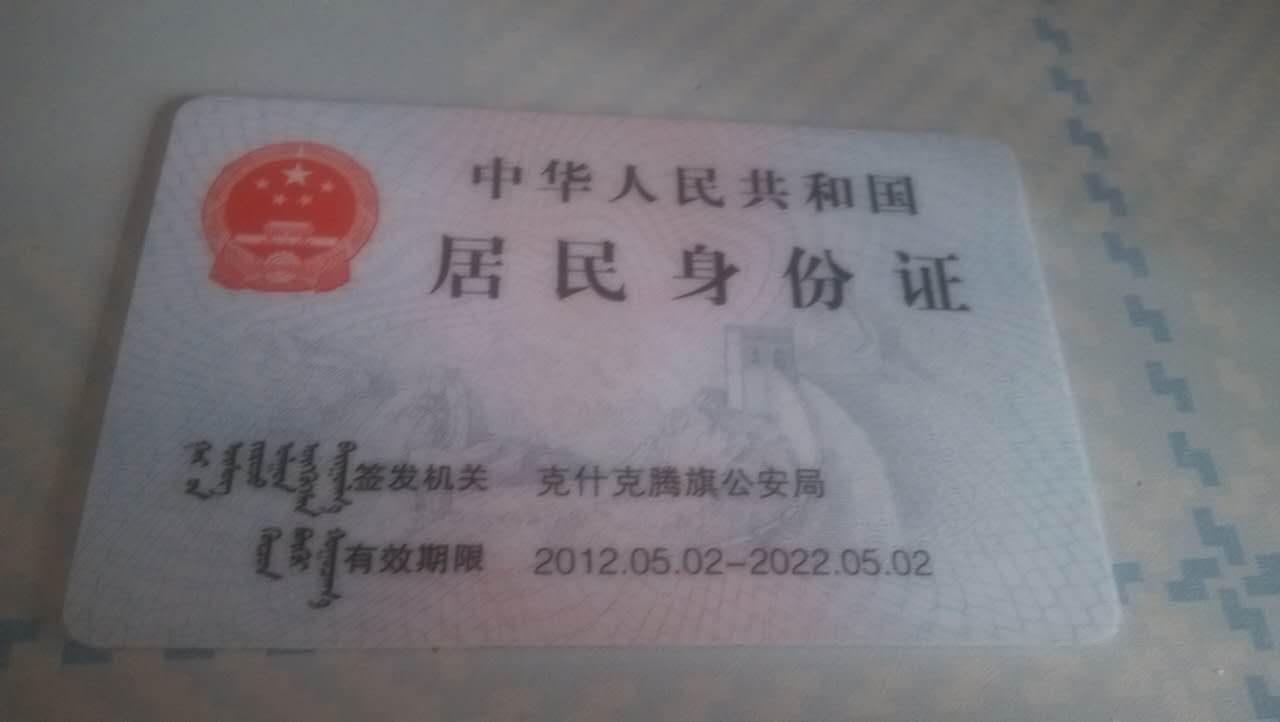 中华人民共和国
居民身份证
签发机关 克什克腾旗公安局
有效期限 2012.05.02-2022.05.02